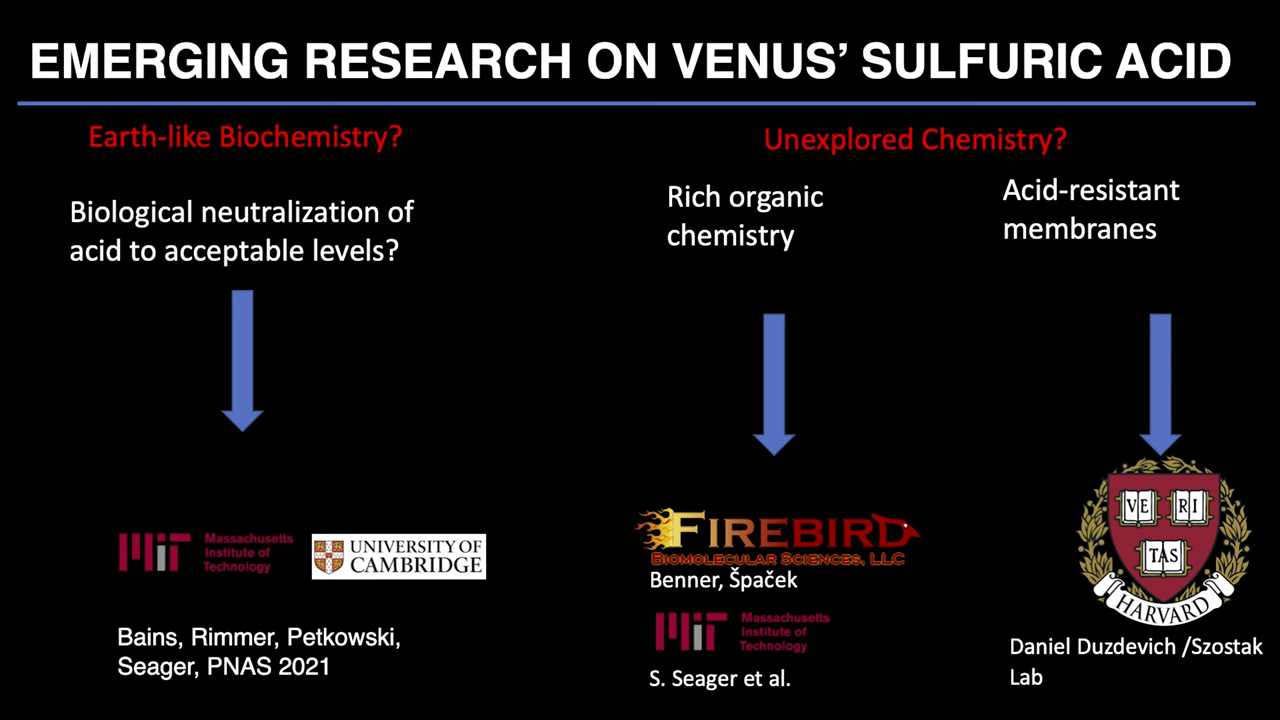 EMERGING RESEARCH ON VENUS’ SULFURIC ACID
Earth-like Biochemistry?
Biological neutralization of
acid to acceptable levels?
Massachusetts
Institute of
Technology
UNIVERSITY OF
CAMBRIDGE
Bains, Rimmer, Petkowski,
Seager, PNAS 2021
Unexplored Chemistry?
Rich organic
chemistry
FIREBIRD
BIOMOLECULAR SCIENCES, LLC
Benner, Špaček
MIT
Massachusetts
Institute of
Technology
S. Seager et al.
Acid-resistant
membranes
VE RI
TAS
HARVARD
Daniel Duzdevich /Szostak
Lab